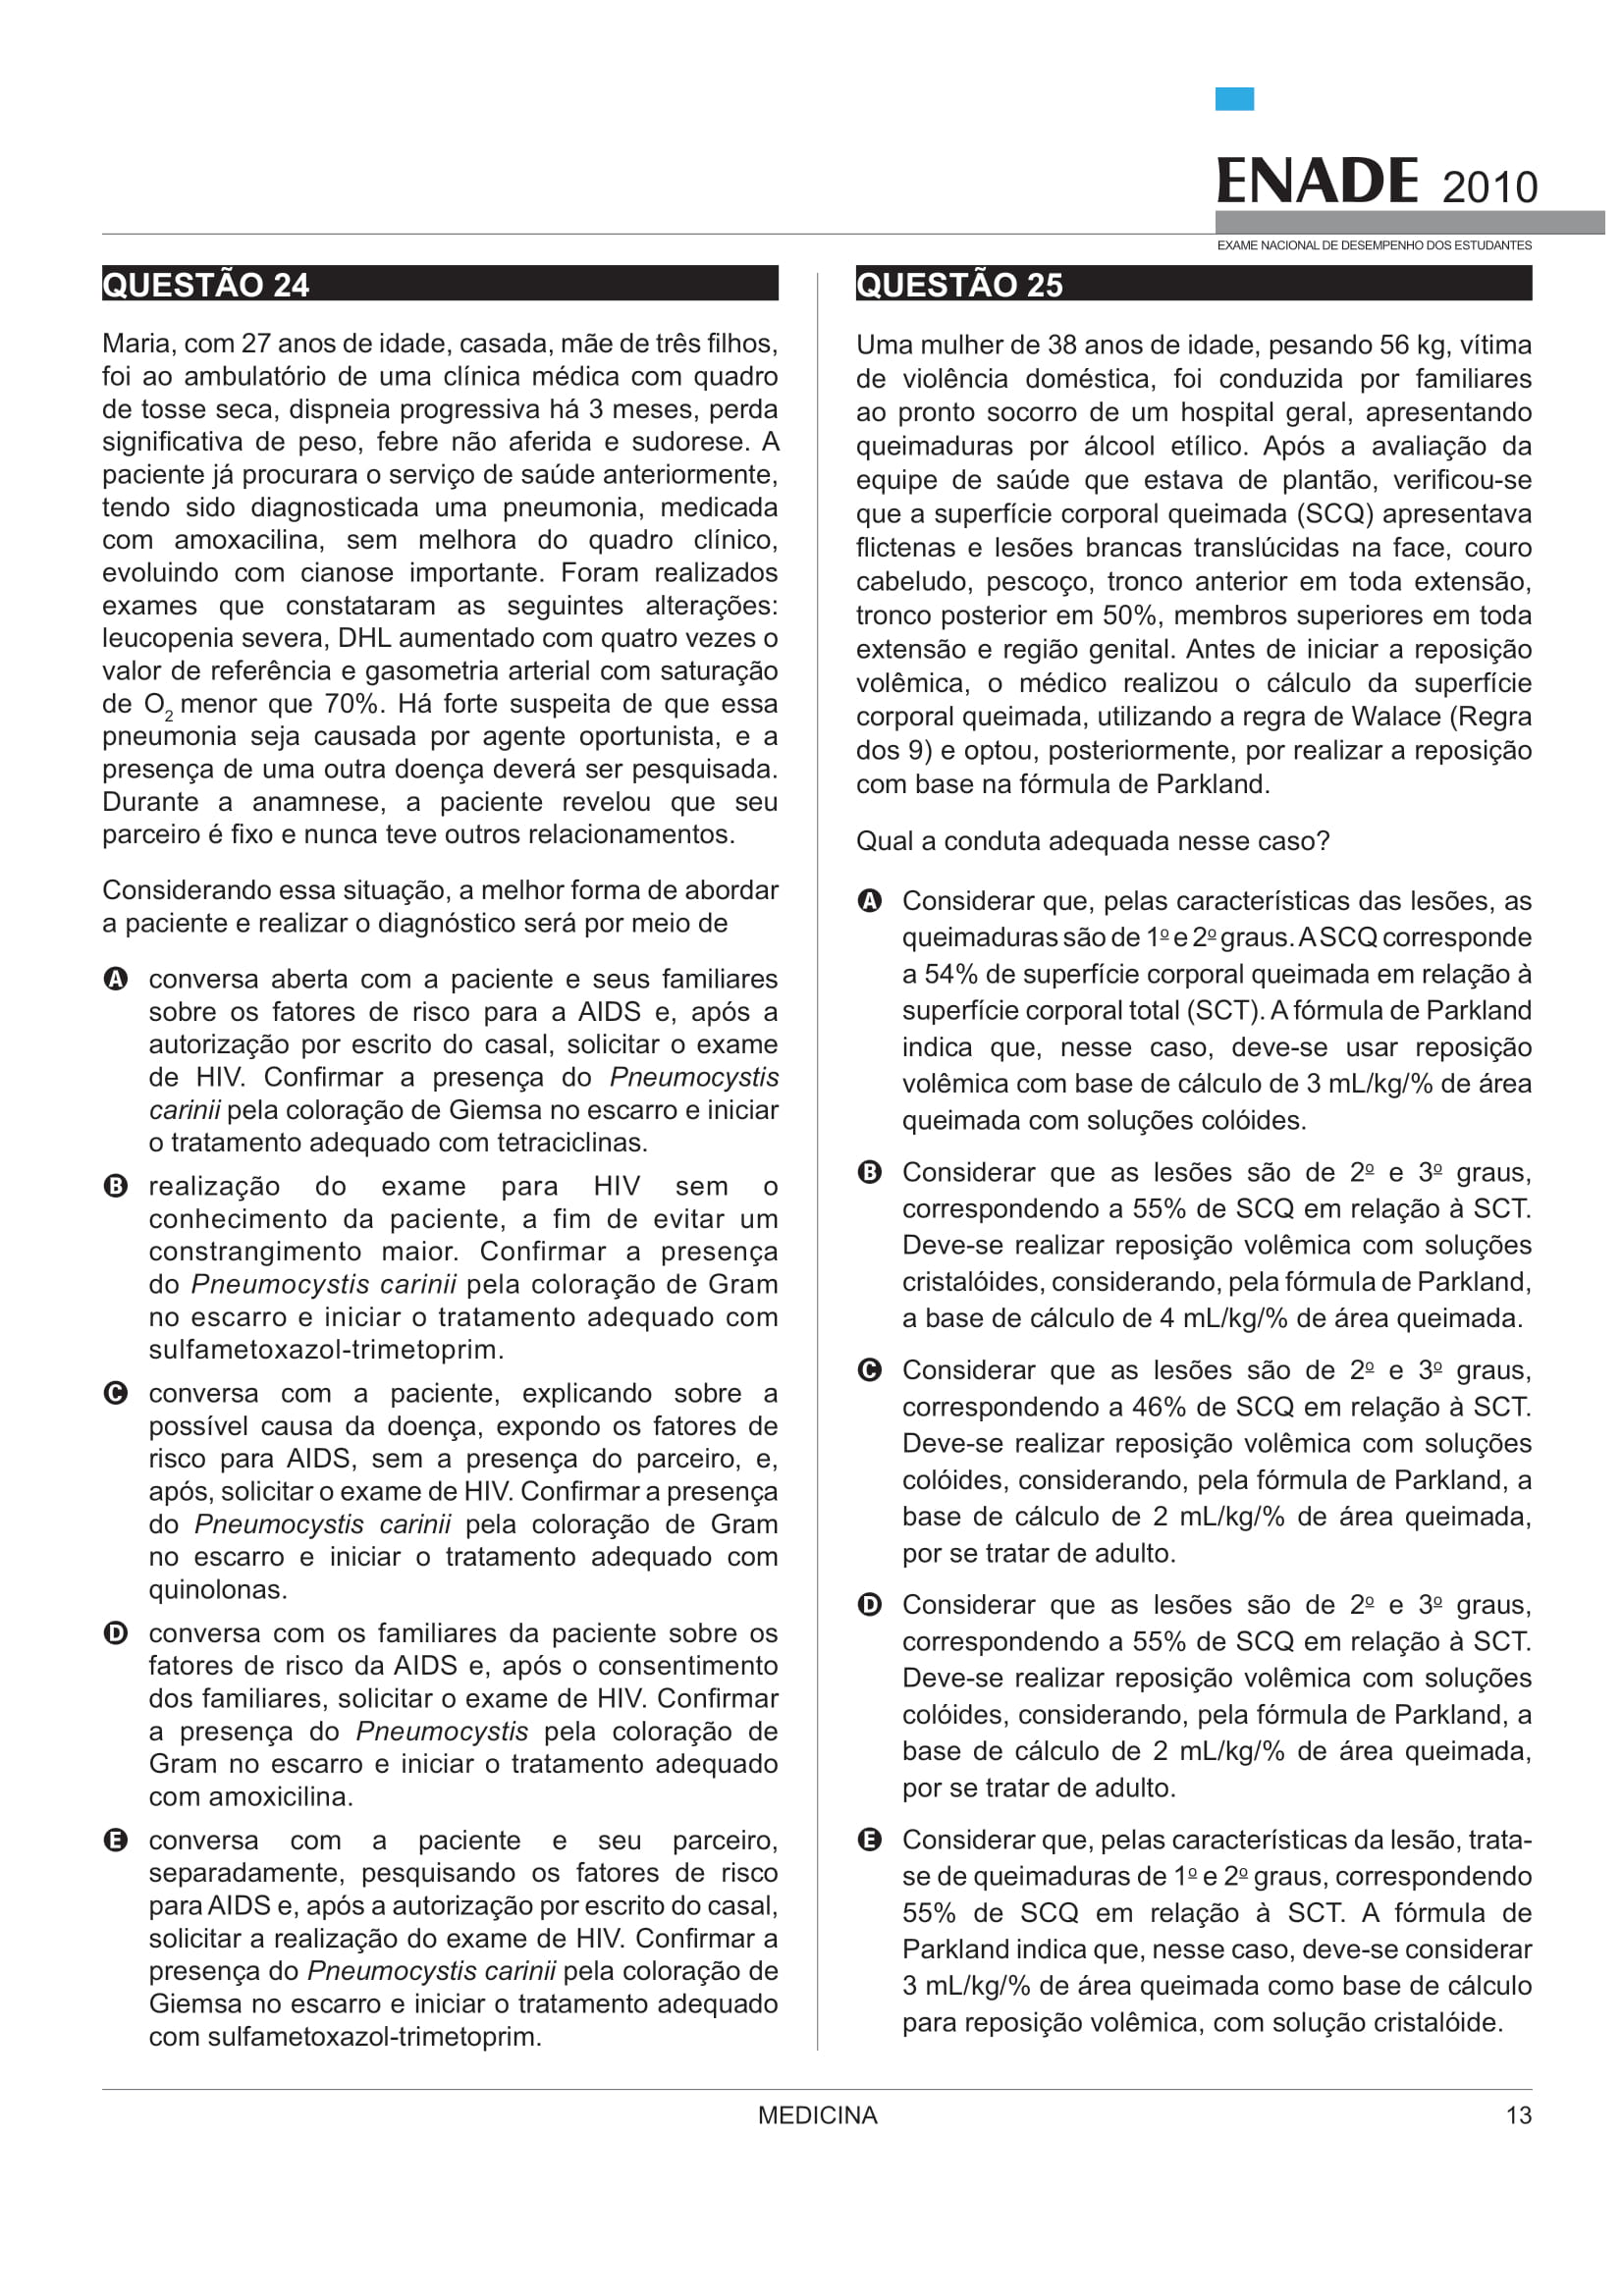 ENADE 2010
EXAME NACIONAL DE DESEMPENHO DOS ESTUDANTES
QUESTÃO 24
Maria, com 27 anos de idade, casada, mãe de três filhos,
foi ao ambulatório de uma clínica médica com quadro
de tosse seca, dispneia progressiva há 3 meses, perda
significativa de peso, febre não aferida e sudorese. A
paciente já procurara o serviço de saúde anteriormente,
tendo sido diagnosticada uma pneumonia, medicada
com amoxacilina, sem melhora do quadro clínico,
evoluindo com cianose importante. Foram realizados
exames que constataram as seguintes alterações:
leucopenia severa, DHL aumentado com quatro vezes o
valor de referência e gasometria arterial com saturação
de O2 menor que 70%. Há forte suspeita de que essa
pneumonia seja causada por agente oportunista, e a
presença de uma outra doença deverá ser pesquisada.
Durante a anamnese, a paciente revelou que seu
parceiro é fixo e nunca teve outros relacionamentos.
Considerando essa situação, a melhor forma de abordar
a paciente e realizar o diagnóstico será por meio de
A conversa aberta com a paciente e seus familiares
sobre os fatores de risco para a AIDS e, após a
autorização por escrito do casal, solicitar o exame
de HIV. Confirmar a presença do Pneumocystis
carinii pela coloração de Giemsa no escarro e iniciar
o tratamento adequado com tetraciclinas.
B realização do exame para HIV sem o
conhecimento da paciente, a fim de evitar um
constrangimento maior. Confirmar a presença
do Pneumocystis carinii pela coloração de Gram
no escarro e iniciar o tratamento adequado com
sulfametoxazol-trimetoprim.
C conversa com a paciente, explicando sobre a
possível causa da doença, expondo os fatores de
risco para AIDS, sem a presença do parceiro, e,
após, solicitar o exame de HIV. Confirmar a presença
do Pneumocystis carinii pela coloração de Gram
no escarro e iniciar o tratamento adequado com
quinolonas.
D conversa com os familiares da paciente sobre os
fatores de risco da AIDS e, após o consentimento
dos familiares, solicitar o exame de HIV. Confirmar
a presença do Pneumocystis pela coloração de
Gram no escarro e iniciar o tratamento adequado
com amoxicilina.
E conversa com a paciente e seu parceiro,
separadamente, pesquisando os fatores de risco
para AIDS e, após a autorização por escrito do casal,
solicitar a realização do exame de HIV. Confirmar a
presença do Pneumocystis carinii pela coloração de
Giemsa no escarro e iniciar o tratamento adequado
com sulfametoxazol-trimetoprim.
QUESTÃO 25
Uma mulher de 38 anos de idade, pesando 56 kg, vítima
de violência doméstica, foi conduzida por familiares
ao pronto socorro de um hospital geral, apresentando
queimaduras por álcool etílico. Após a avaliação da
equipe de saúde que estava de plantão, verificou-se
que a superfície corporal queimada (SCQ) apresentava
flictenas e lesões brancas translúcidas na face, couro
cabeludo, pescoço, tronco anterior em toda extensão,
tronco posterior em 50%, membros superiores em toda
extensão e região genital. Antes de iniciar a reposição
volêmica, o médico realizou o cálculo da superfície
corporal queimada, utilizando a regra de Walace (Regra
dos 9) e optou, posteriormente, por realizar a reposição
com base na fórmula de Parkland.
Qual a conduta adequada nesse caso?
A Considerar que, pelas características das lesões, as
queimaduras são de 1º e 2º graus. A SCQ corresponde
a 54% de superfície corporal queimada em relação à
superfície corporal total (SCT). A fórmula de Parkland
indica que, nesse caso, deve-se usar reposição
volêmica com base de cálculo de 3 mL/kg/% de área
queimada com soluções colóides.
B Considerar que as lesões são de 2º e 3º graus,
correspondendo a 55% de SCQ em relação à SCT.
Deve-se realizar reposição volêmica com soluções
cristalóides, considerando, pela fórmula de Parkland,
a base de cálculo de 4 mL/kg/% de área queimada.
C Considerar que as lesões são de 2º e 3º graus,
correspondendo a 46% de SCQ em relação à SCT.
Deve-se realizar reposição volêmica com soluções
colóides, considerando, pela fórmula de Parkland, a
base de cálculo de 2 mL/kg/% de área queimada,
por se tratar de adulto.
D Considerar que as lesões são de 2º e 3º graus,
correspondendo a 55% de SCQ em relação à SCT.
Deve-se realizar reposição volêmica com soluções
colóides, considerando, pela fórmula de Parkland, a
base de cálculo de 2 mL/kg/% de área queimada,
por se tratar de adulto.
E Considerar que, pelas características da lesão, trata-
se de queimaduras de 1º e 2º graus, correspondendo
55% de SCQ em relação à SCT. A fórmula de
Parkland indica que, nesse caso, deve-se considerar
3 mL/kg/% de área queimada como base de cálculo
para reposição volêmica, com solução cristalóide.
MEDICINA
13